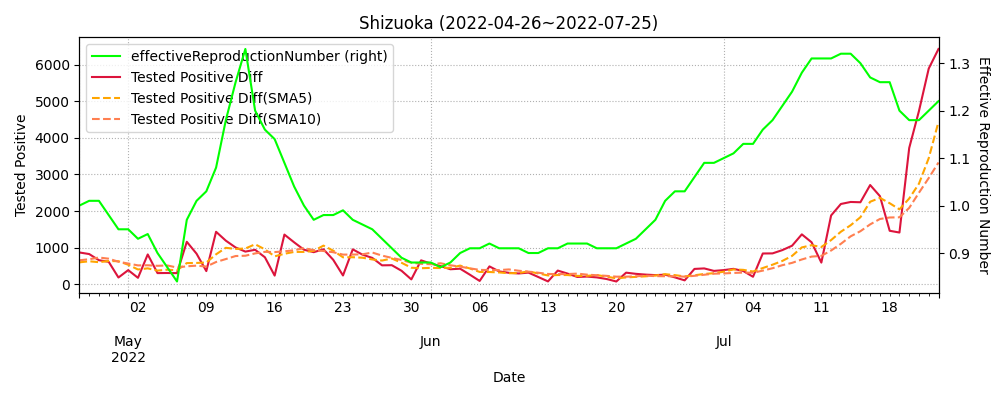 Shizuoka (2022-04-26~2022-07-25)
effectiveReproductionNumber (right)
Tested Positive Diff
Tested Positive Diff(SMA5)
Tested Positive Diff(SMA10)
Tested Positive
6000
5000
4000
3000
2000
1000
0
1.3
1.2
1.1
1.0
0.9
Effective Reproduction Number
02 09 16 23 30 06 13 20 27 04 11 18
May Jun Jul
2022
Date